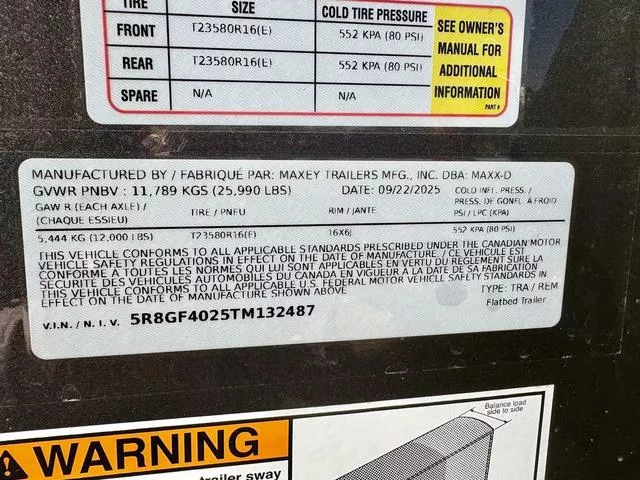 TIRE SIZE COLD TIRE PRESSURE
FRONT T23580R16(E) 552 KPA (80 PSI)
REAR T23580R16(E) 552 KPA (80 PSI)
SPARE N/A N/A
SEE OWNER'S
MANUAL FOR
ADDITIONAL
INFORMATION
PART #
MANUFACTURED BY / FABRIQUÉ PAR: MAXEY TRAILERS MFG., INC. DBA: MAXX-D
GVWR PNBV : 11,789 KGS (25,990 LBS) DATE: 09/22/2025 COLD INFL. PRESS. /
GAW R (EACH AXLE) / TIRE / PNEU RIM / JANTE PRESS. DE GONFL. À FROID
(CHAQUE ESSIEU) PSI / LPC (KPA)
5,444 KG (12,000 LBS) T23580R16(E) 16X6J 552 KPA (80 PSI)
THIS VEHICLE CONFORMS TO ALL APPLICABLE STANDARDS PRESCRIBED UNDER THE CANADIAN MOTOR
VEHICLE SAFETY REGULATIONS IN EFFECT ON THE DATE OF MANUFACTURE. / CE VEHICULE EST
CONFORME A TOUTES LES NORMES QUI LUI SONT APPLICABLES EN VERTU DU REGLEMENT SUR LA
SECURITE DES VEHICULES AUTOMOBILES DU CANADA EN VIGUEUR A LA DATE DE SA FABRICATION
THIS VEHICLE CONFORMS TO ALL APPLICABLE U.S. FEDERAL MOTOR VEHICLE SAFETY STANDARDS IN
EFFECT ON THE DATE OF MANUFACTURE SHOWN ABOVE TYPE: TRA / REM
Flatbed Trailer
V.I.N. / N. I. V. 5R8GF4025TM132487
WARNING
trailer sway
Balance load
side to side